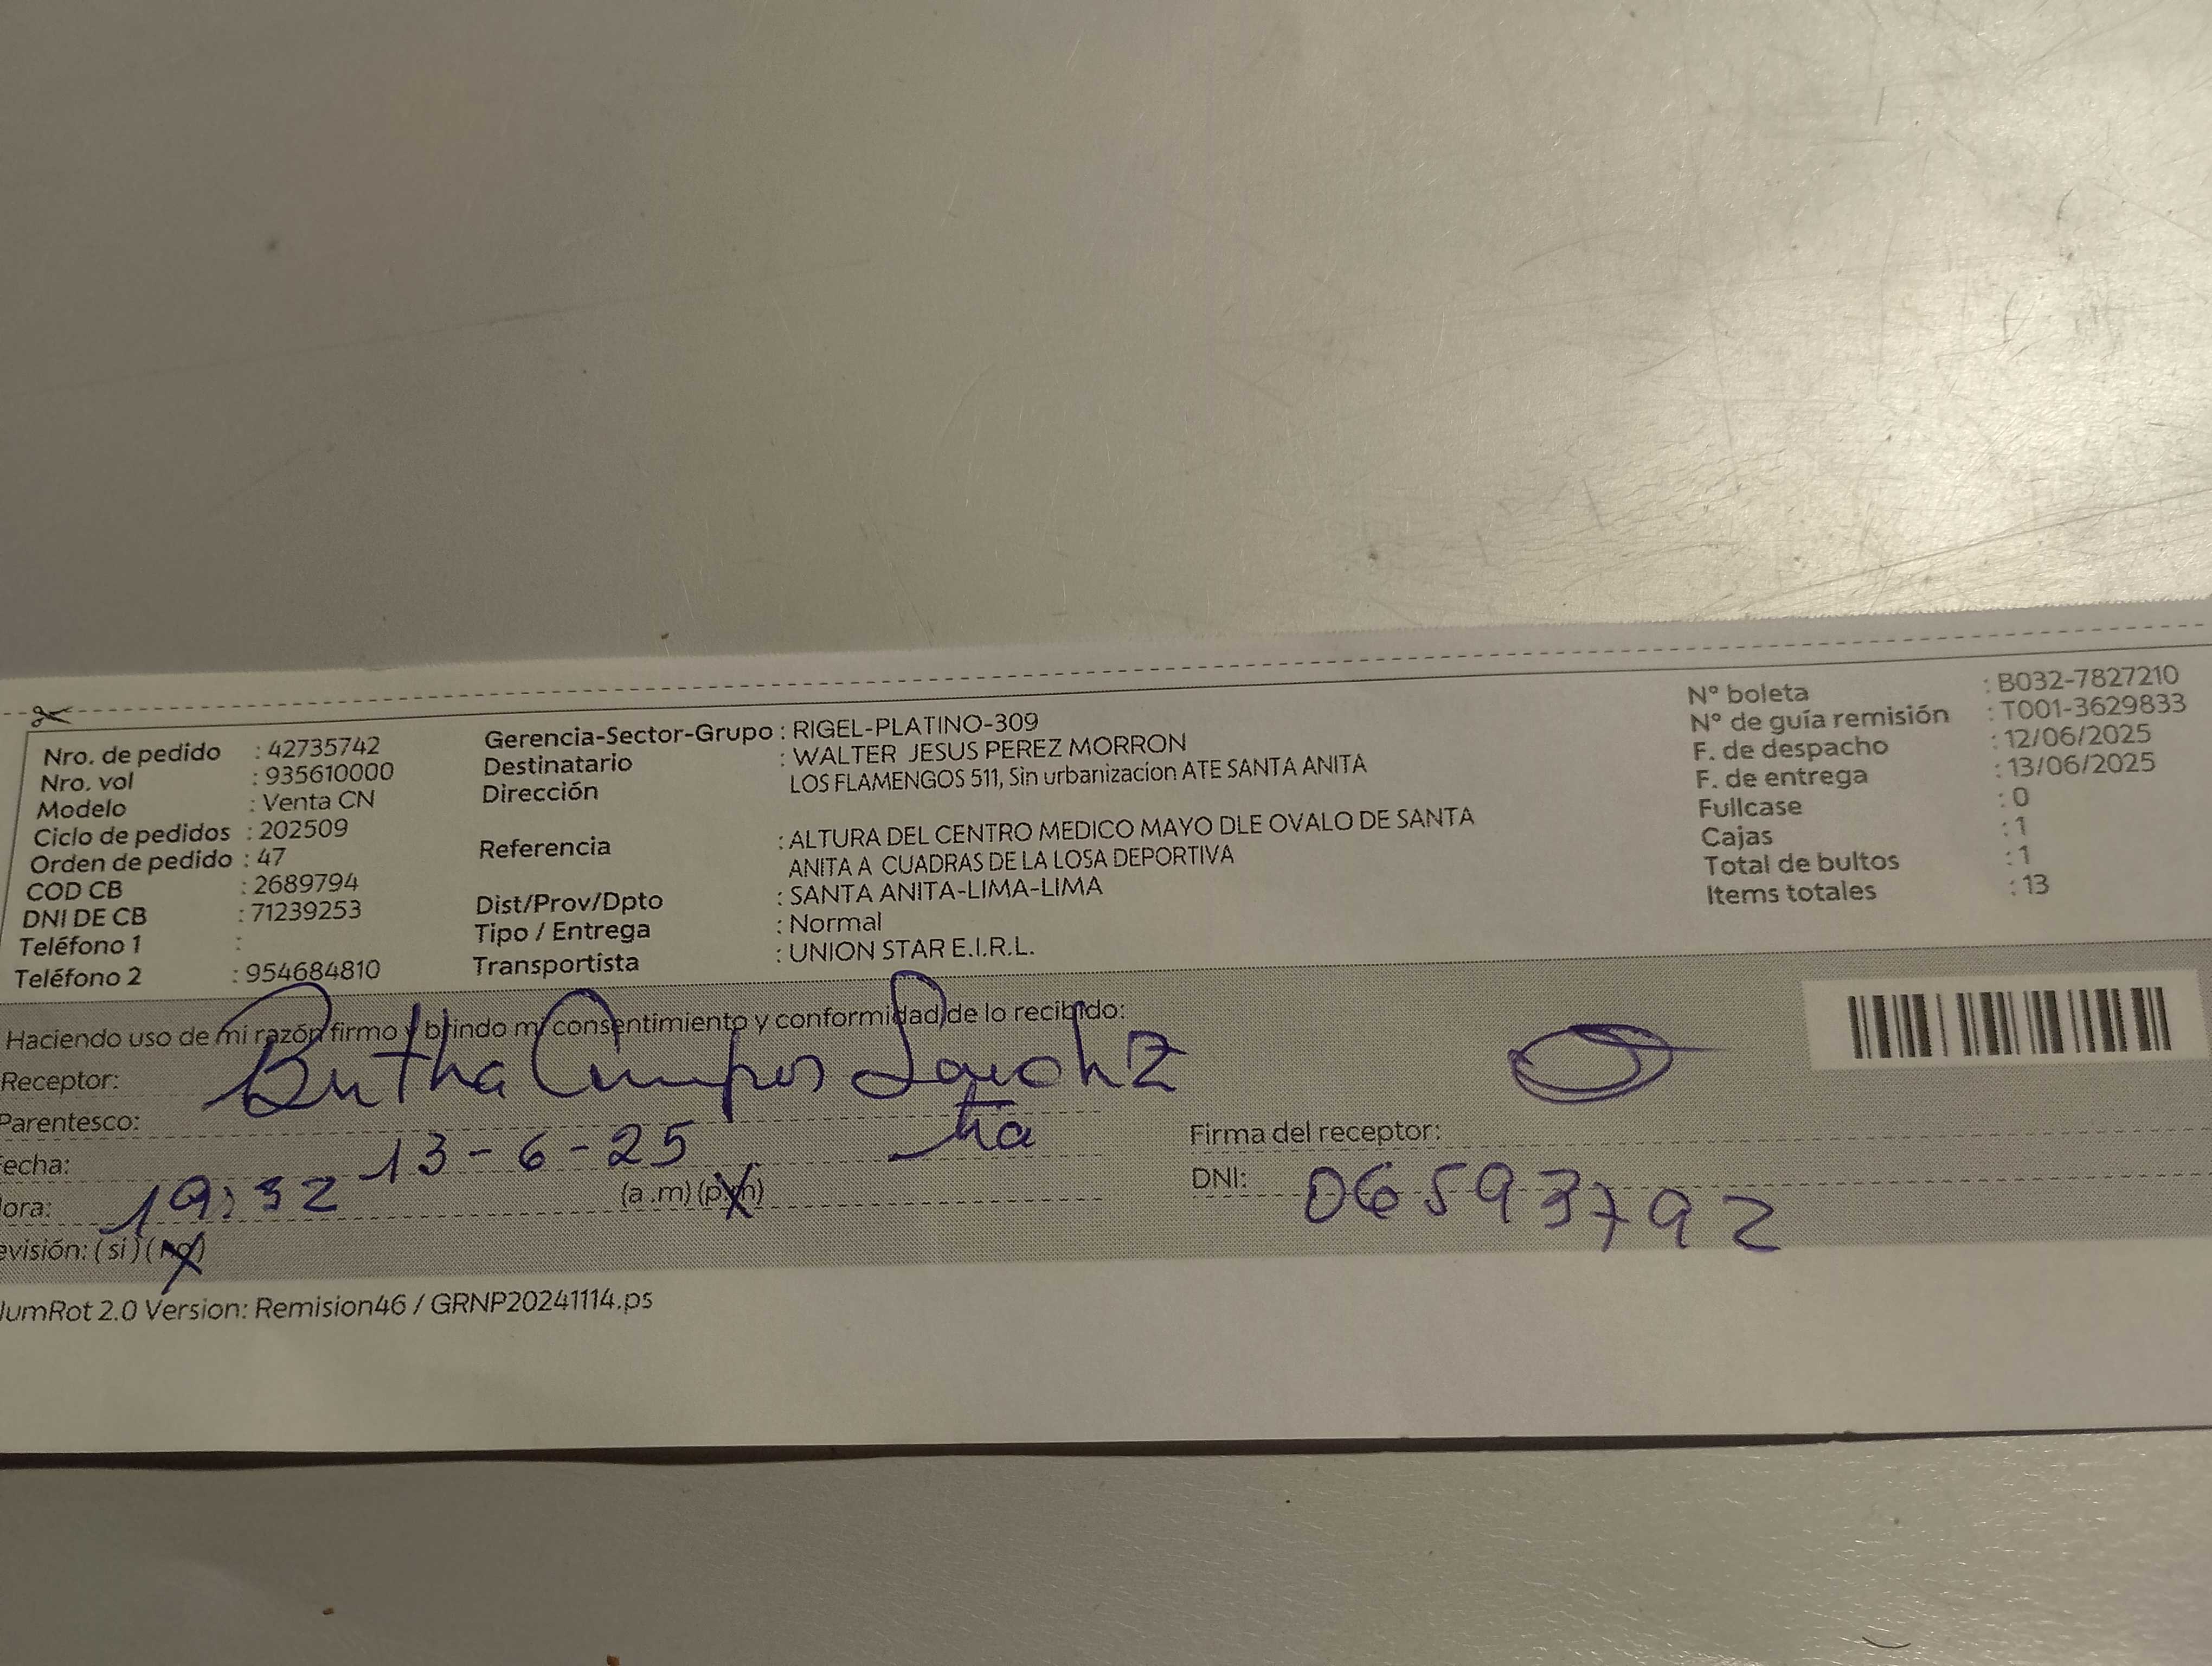 Nro. de pedido : 42735742
Nro. vol : 935610000
Modelo : Venta CN
Ciclo de pedidos : 202509
Orden de pedido : 47
COD CB : 2689794
DNI DE CB : 71239253
Teléfono 1 :
Teléfono 2 : 954684810
Gerencia-Sector-Grupo : RIGEL-PLATINO-309
Destinatario : WALTER JESUS PEREZ MORRON
Dirección LOS FLAMENGOS 511, Sin urbanizacion ATE SANTA ANITA
Referencia : ALTURA DEL CENTRO MEDICO MAYO DLE OVALO DE SANTA
ANITA A CUADRAS DE LA LOSA DEPORTIVA
Dist/Prov/Dpto : SANTA ANITA-LIMA-LIMA
Tipo / Entrega : Normal
Transportista : UNION STAR E.I.R.L.
N° boleta : B032-7827210
N° de guía remisión : T001-3629833
F. de despacho : 12/06/2025
F. de entrega : 13/06/2025
Fullcase : 0
Cajas : 1
Total de bultos : 1
Items totales : 13
Haciendo uso de mi razón firmo y brindo mi consentimiento y conformidad de lo recibido:
Receptor: Campos
Parentesco: tia
echa: 13-6-25
ora: 19:32 (a.m) (p.m)
evisión: (si) (no)
Firma del receptor:
DNI: 06593792
umRot 2.0 Version: Remision46 / GRNP20241114.ps